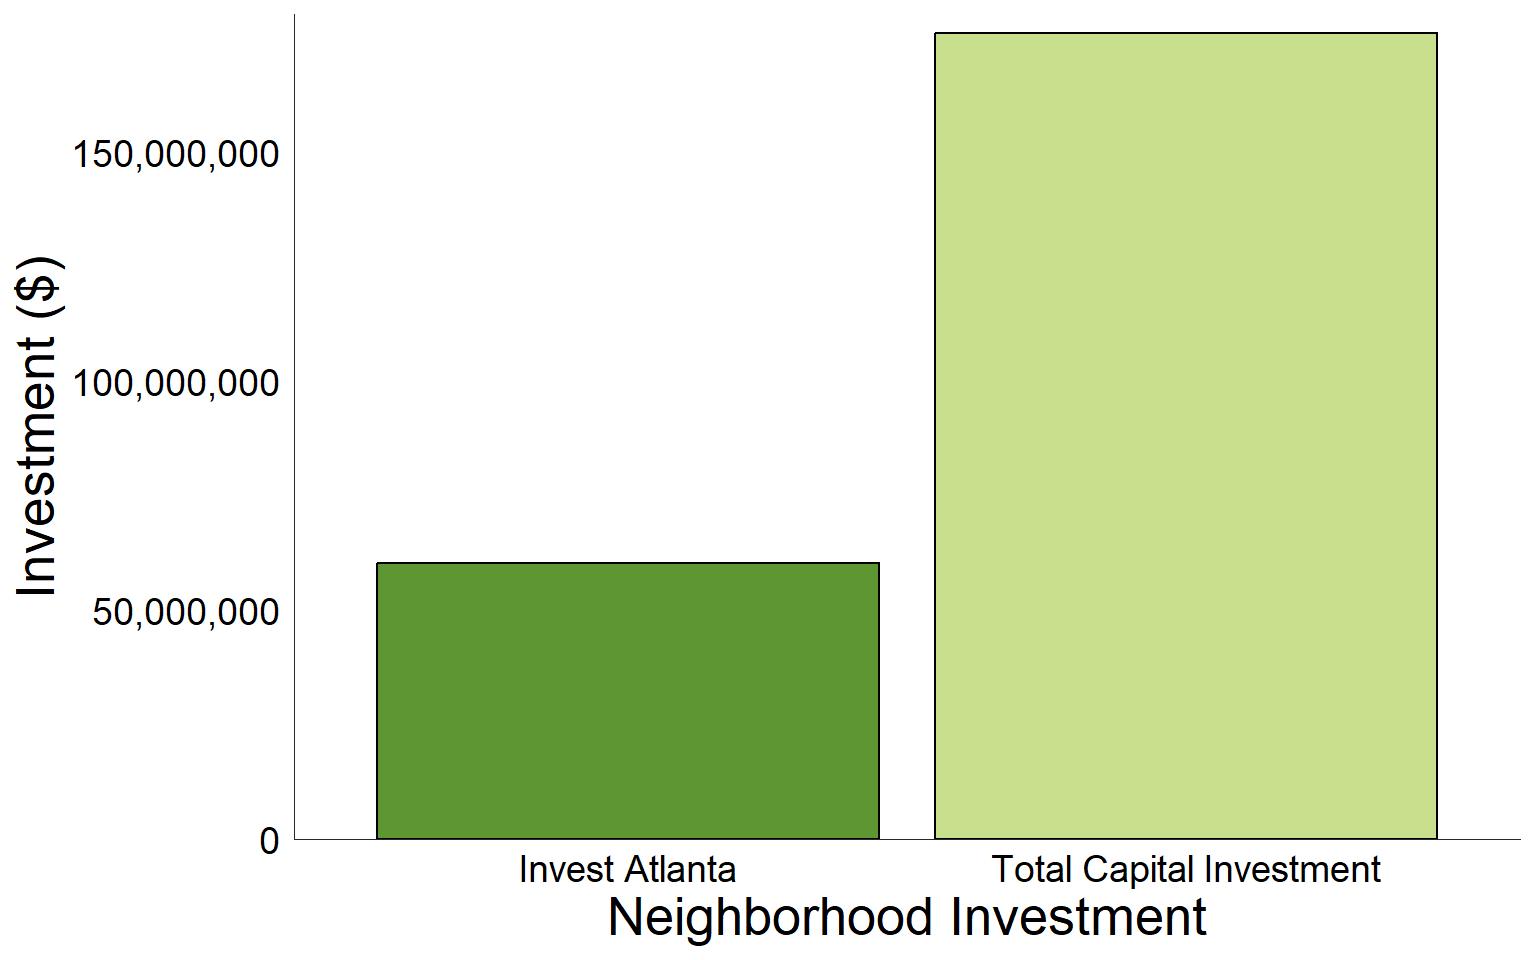 150,000,000
100,000,000
50,000,000
0
Investment ($)
Invest Atlanta
Total Capital Investment
Neighborhood Investment